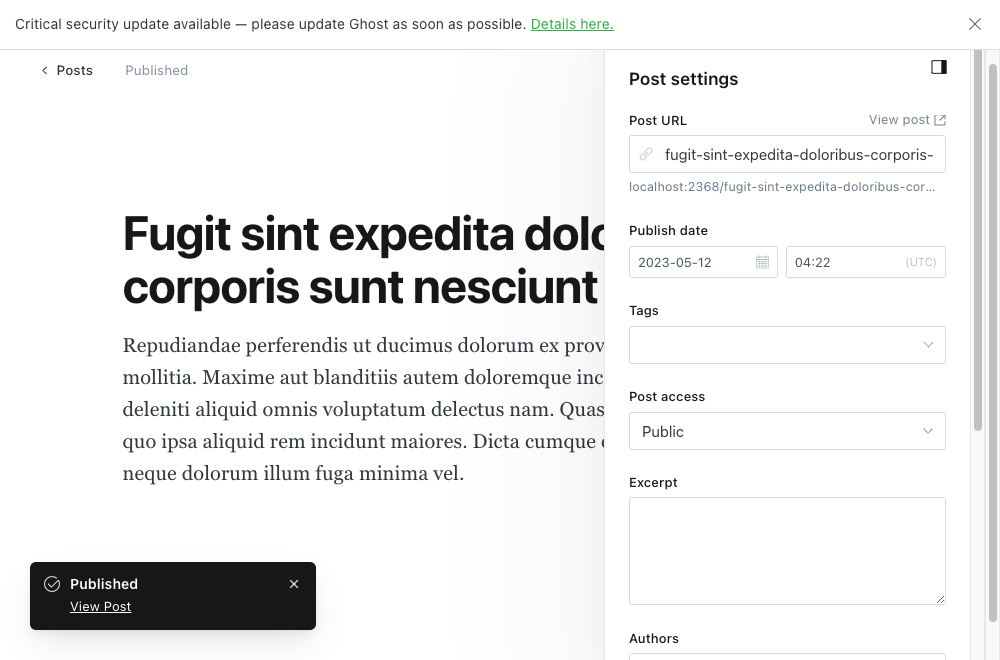 Critical security update available — please update Ghost as soon as possible. Details here.
Posts
Published
Fugit sint expedita
corporis sunt nesciunt
Repudiandae perferendis ut ducimus dolorum ex
mollitia. Maxime aut blanditiis autem doloremque
deleniti aliquid omnis voluptatum delectus nam. Quas
quo ipsa aliquid rem incidunt maiores. Dicta cumque
neque dolorum illum fuga minima vel.
Published
View Post
Post settings
Post URL
View post
fugit-sint-expedita-doloribus-corporis-
localhost:2368/fugit-sint-expedita-doloribus-cor...
Publish date
2023-05-12
04:22
(UTC)
Tags
Post access
Public
Excerpt
Authors